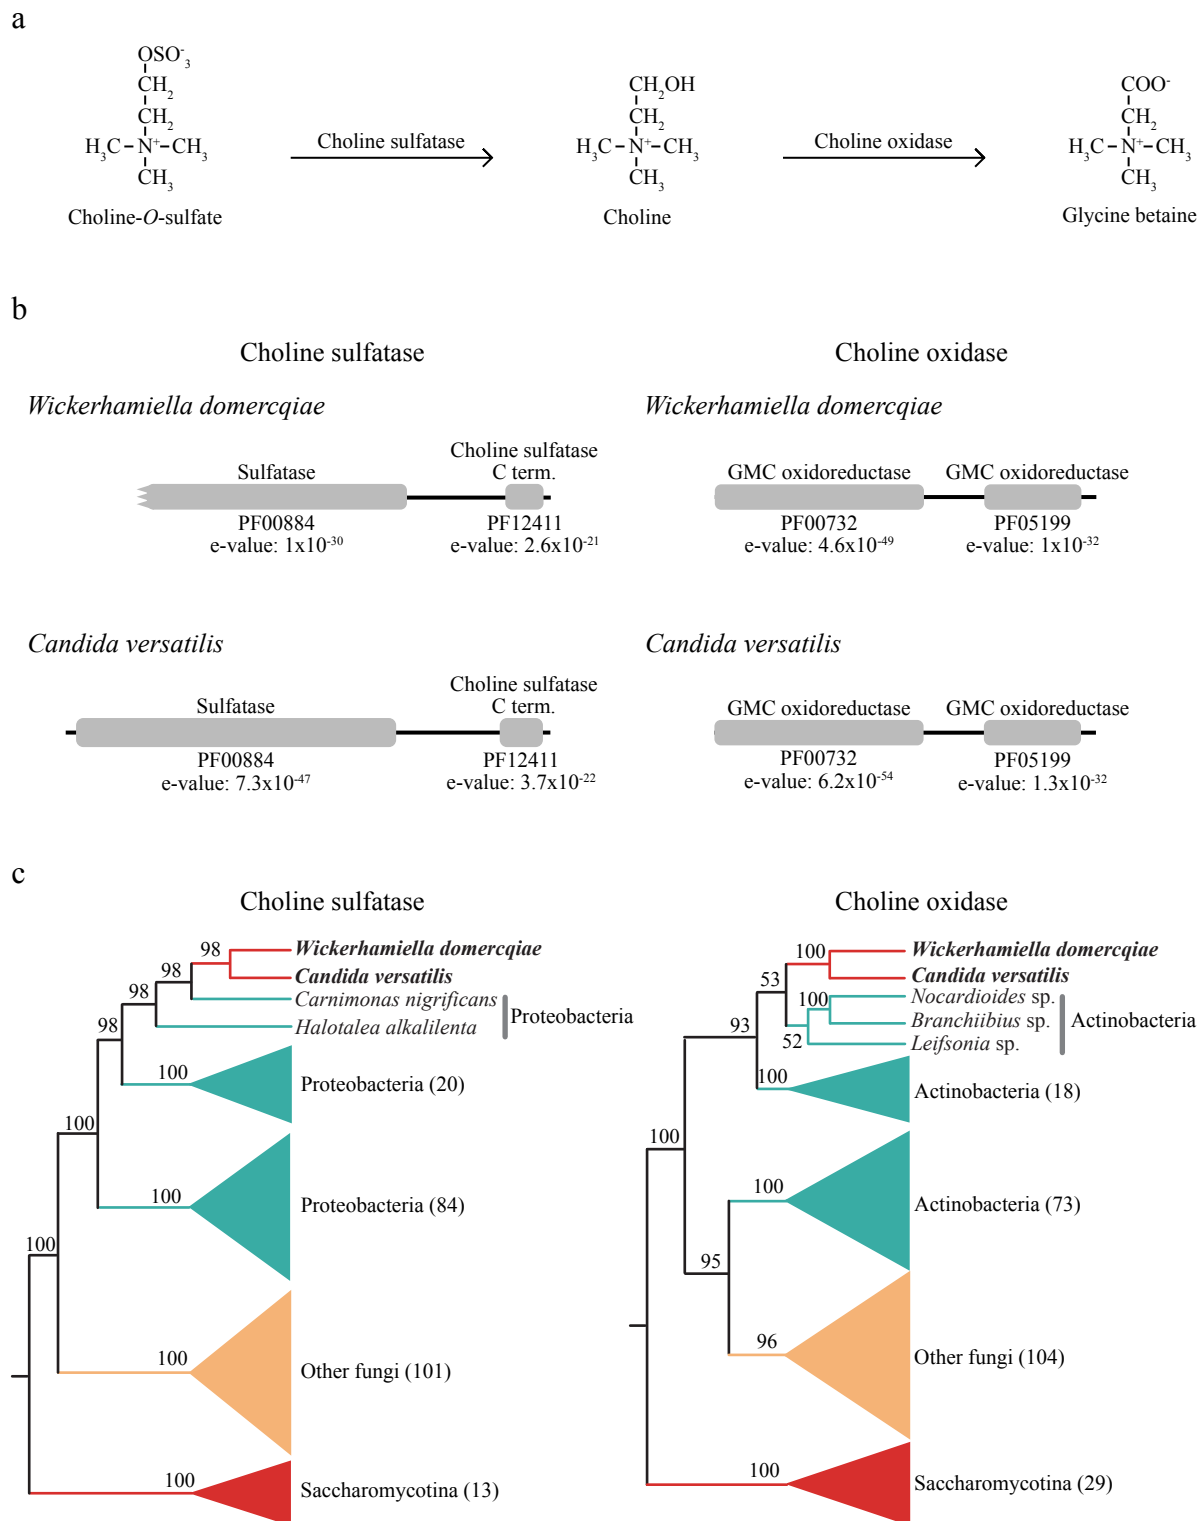 a
OSO⁻₃
CH₂
CH₂
H₃C–N⁺–CH₃
CH₃
Choline-O-sulfate
Choline sulfatase
CH₂OH
CH₂
H₃C–N⁺–CH₃
CH₃
Choline
Choline oxidase
COO⁻
CH₂
H₃C–N⁺–CH₃
CH₃
Glycine betaine
b
Choline sulfatase
Wickerhamiella domercqiae
Sulfatase
PF00884
e-value: 1x10⁻³⁰
Choline sulfatase
C term.
PF12411
e-value: 2.6x10⁻²¹
Candida versatilis
Sulfatase
PF00884
e-value: 7.3x10⁻⁴⁷
Choline sulfatase
C term.
PF12411
e-value: 3.7x10⁻²²
Choline oxidase
Wickerhamiella domercqiae
GMC oxidoreductase
PF00732
e-value: 4.6x10⁻⁴⁹
GMC oxidoreductase
PF05199
e-value: 1x10⁻³²
Candida versatilis
GMC oxidoreductase
PF00732
e-value: 6.2x10⁻⁵⁴
GMC oxidoreductase
PF05199
e-value: 1.3x10⁻³²
c
Choline sulfatase
98
Wickerhamiella domercqiae
98
Candida versatilis
98
Carnimonas nigrificans
Halotalea alkalilenta
Proteobacteria
98
100
Proteobacteria (20)
100
100
Proteobacteria (84)
100
100
Other fungi (101)
100
Saccharomycotina (13)
Choline oxidase
100
Wickerhamiella domercqiae
Candida versatilis
53
100
Nocardioides sp.
Branchiibius sp.
52
Leifsonia sp.
Actinobacteria
93
100
Actinobacteria (18)
100
100
Actinobacteria (73)
95
96
Other fungi (104)
100
Saccharomycotina (29)